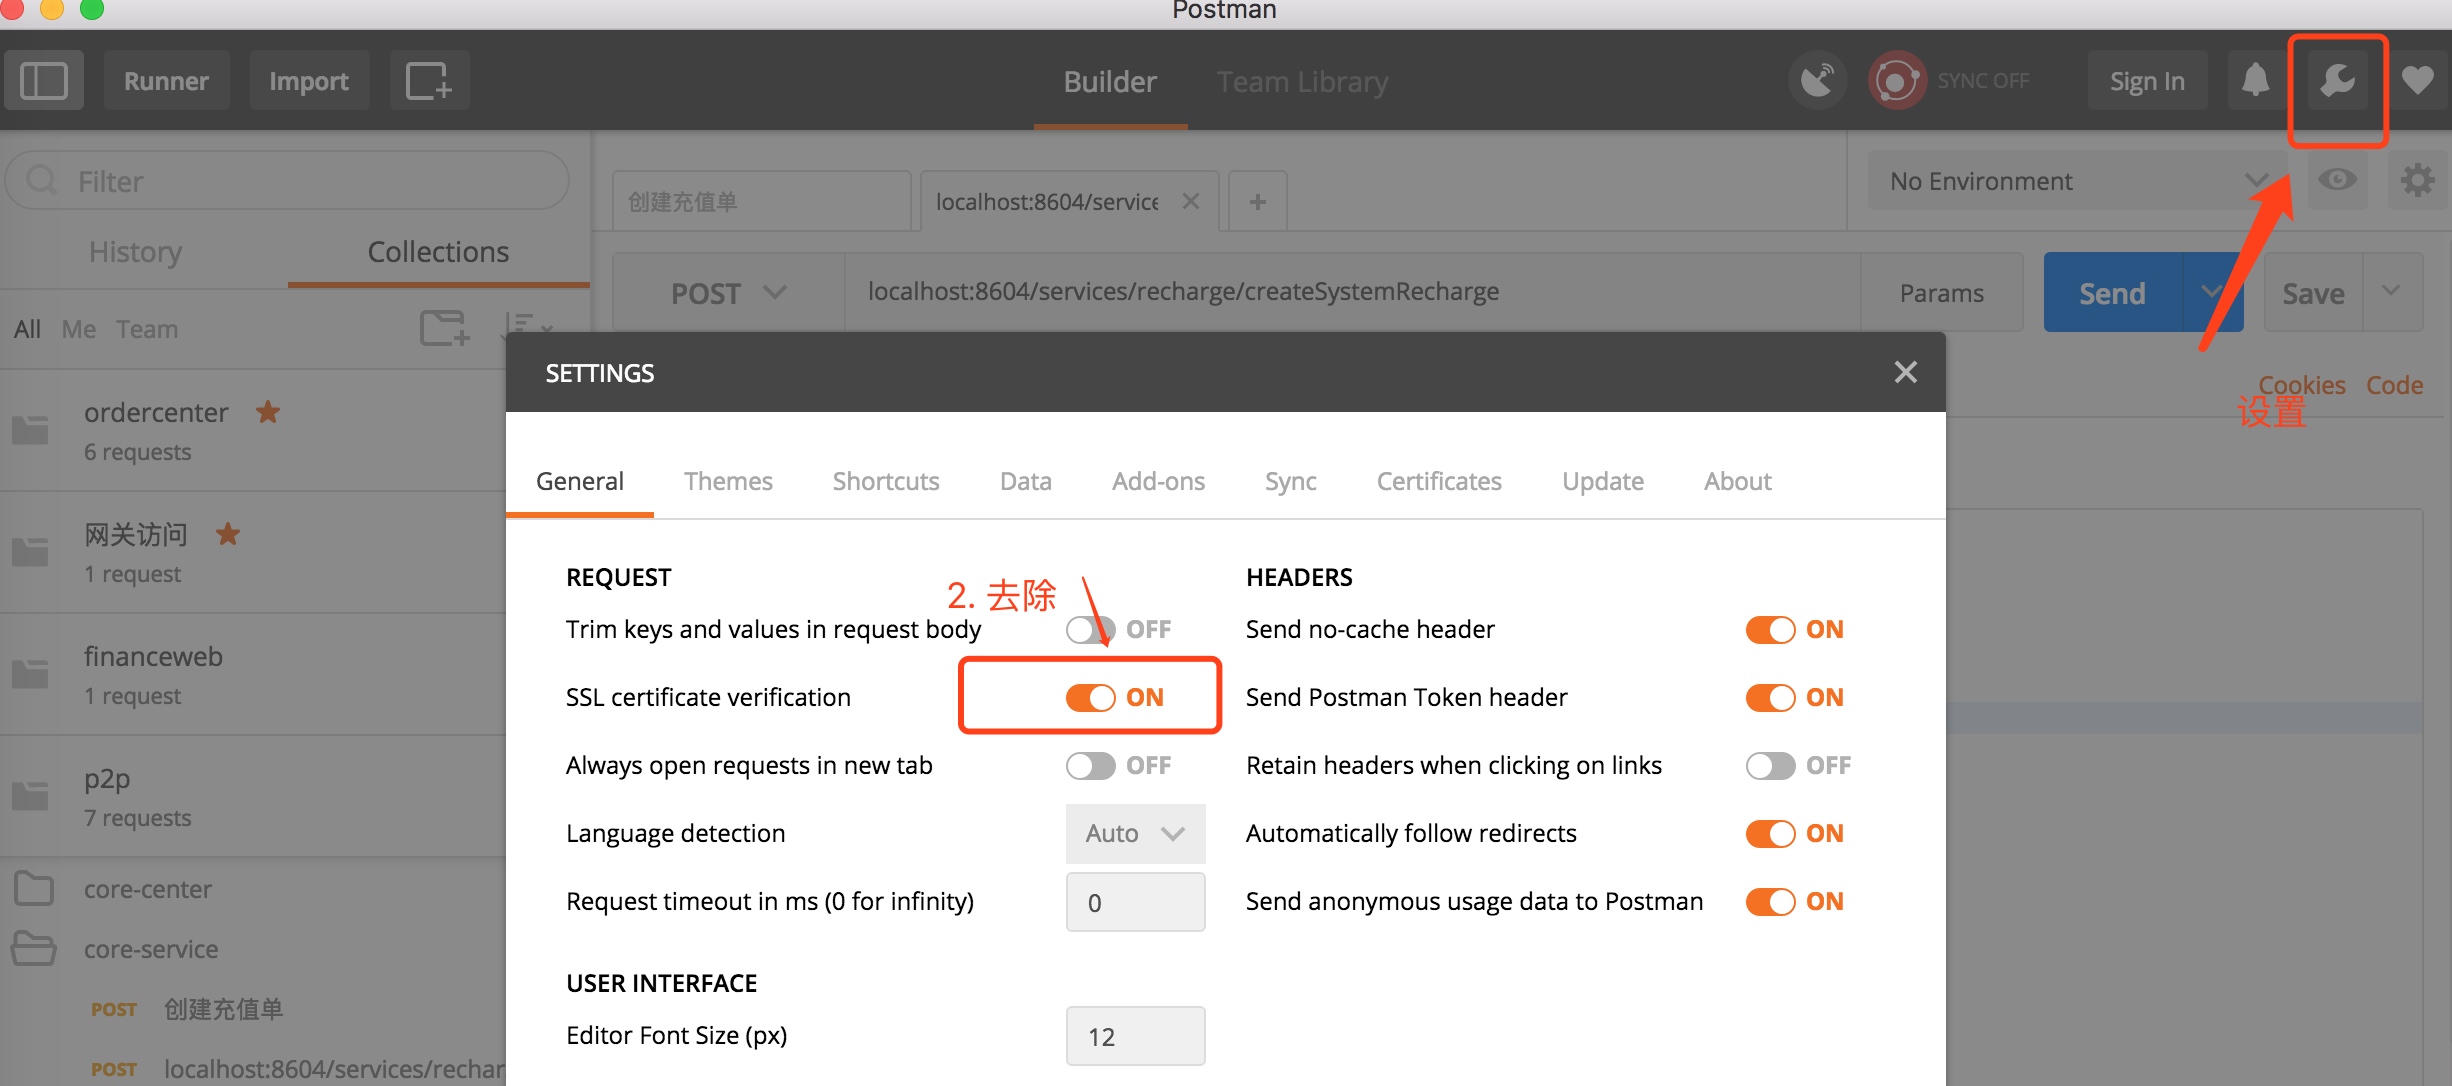 Postman
Runner
Import
Builder
Team Library
SYNC OFF
Sign In
Filter
创建充值单
localhost:8604/service
No Environment
History
Collections
POST
localhost:8604/services/recharge/createSystemRecharge
Params
Send
Save
All Me Team
Cookies
Code
设置
SETTINGS
ordercenter
6 requests
General
Themes
Shortcuts
Data
Add-ons
Sync
Certificates
Update
About
网关访问
1 request
REQUEST
2. 去除
HEADERS
Trim keys and values in request body
OFF
Send no-cache header
ON
financeweb
1 request
SSL certificate verification
ON
Send Postman Token header
ON
Always open requests in new tab
OFF
Retain headers when clicking on links
OFF
p2p
7 requests
Language detection
Auto
Automatically follow redirects
ON
core-center
Request timeout in ms (0 for infinity)
0
Send anonymous usage data to Postman
ON
core-service
USER INTERFACE
POST 创建充值单
Editor Font Size (px)
12
POST localhost:8604/services/rechar